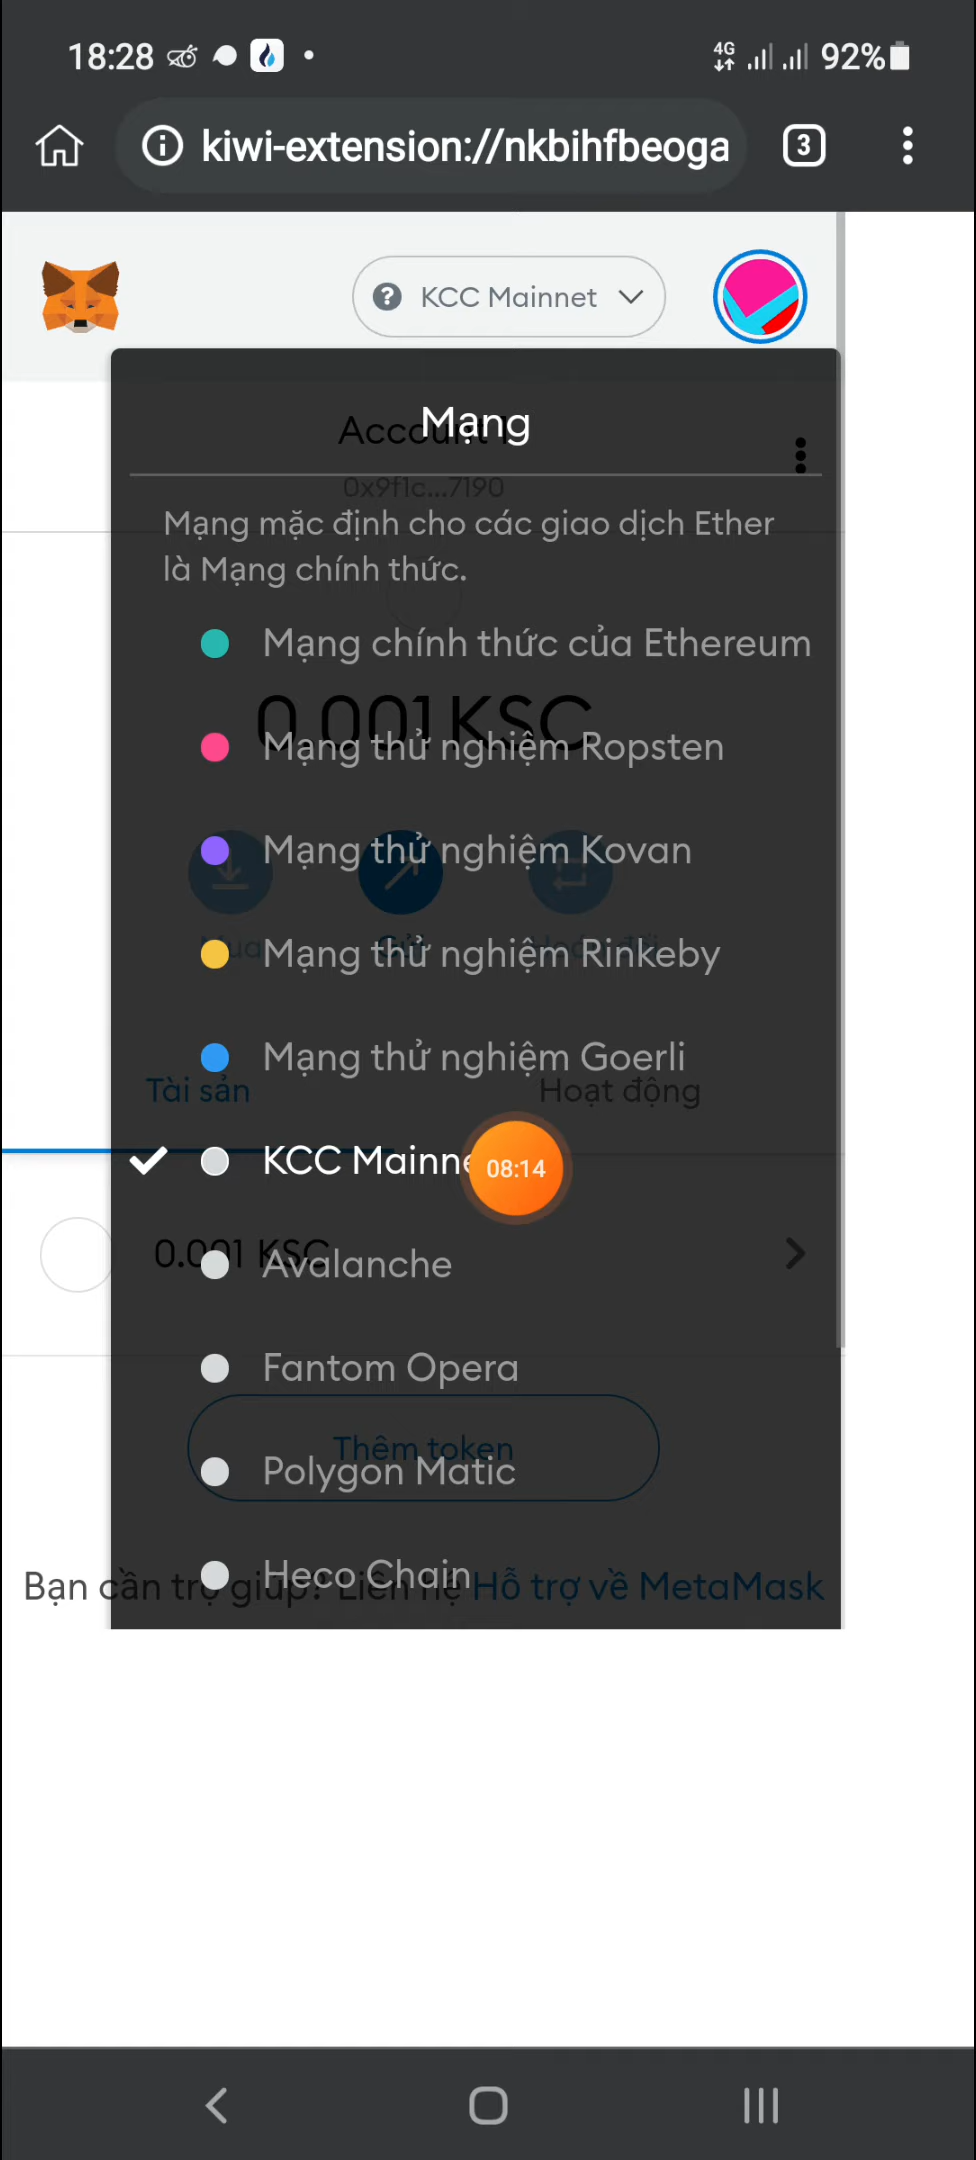 18:28
4G
92%
kiwi-extension://nkbihfbeoga
3
KCC Mainnet
Mạng
0x9f1c...7190
Mạng mặc định cho các giao dịch Ether
là Mạng chính thức.
Mạng chính thức của Ethereum
0.001 KSC
Mạng thử nghiệm Ropsten
Mạng thử nghiệm Kovan
Mạng thử nghiệm Rinkeby
Mạng thử nghiệm Goerli
Tài sản
Hoạt động
KCC Mainne
08:14
0.001 KSC
Avalanche
Fantom Opera
Thêm token
Polygon Matic
Heco Chain
Bạn cần trợ giúp? Liên hệ Hỗ trợ về MetaMask